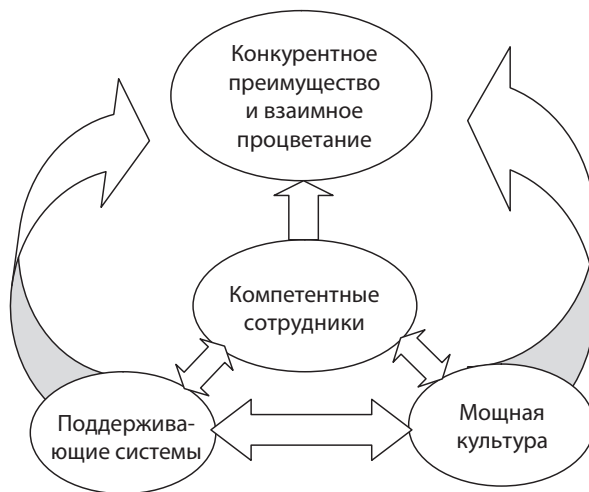 Конкурентное
преимущество
и взаимное
процветание
Компетентные
сотрудники
Поддержива-
ющие системы
Мощная
культура